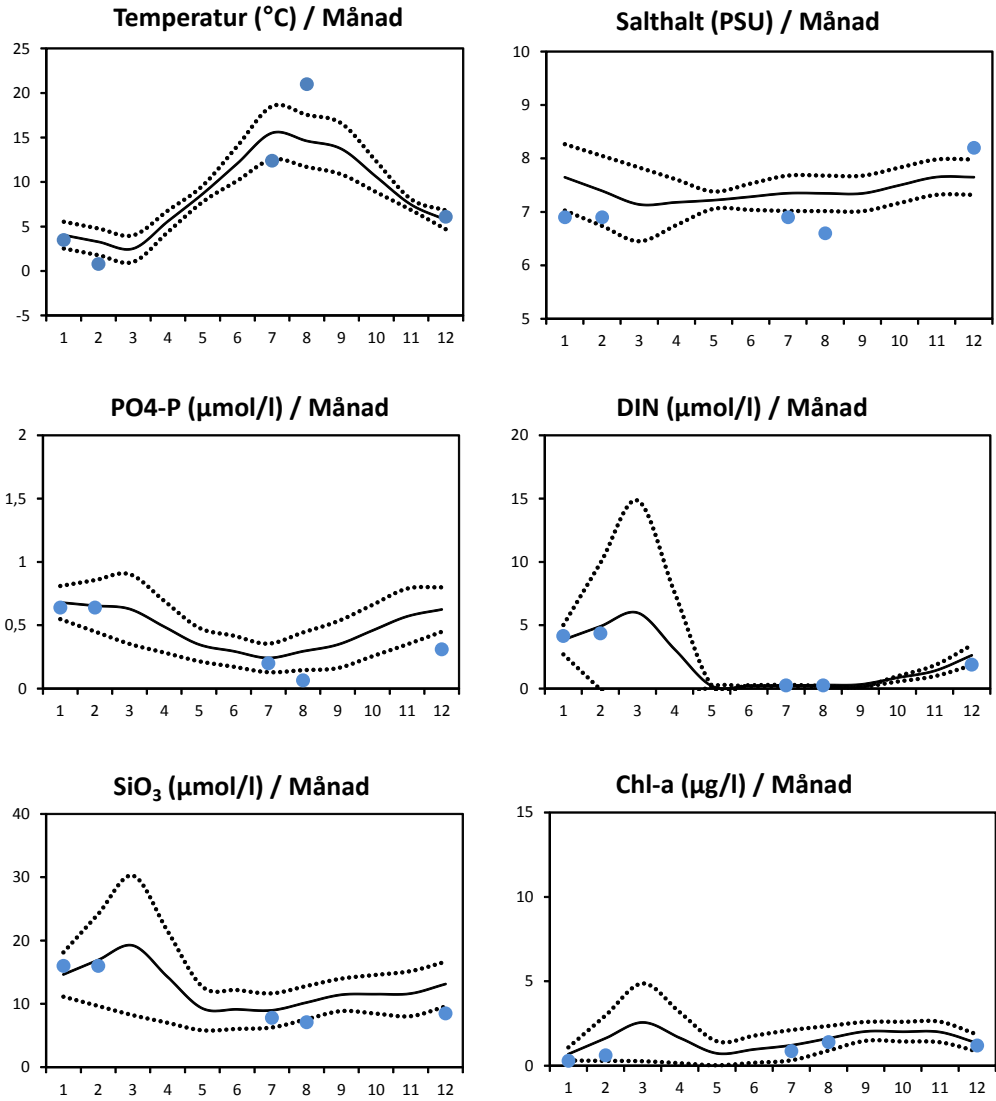 Temperatur (°C) / Månad
25
20
15
10
5
0
-5
1 2 3 4 5 6 7 8 9 10 11 12
Salthalt (PSU) / Månad
10
9
8
7
6
5
1 2 3 4 5 6 7 8 9 10 11 12
PO4-P (µmol/l) / Månad
2
1,5
1
0,5
0
1 2 3 4 5 6 7 8 9 10 11 12
DIN (µmol/l) / Månad
20
15
10
5
0
1 2 3 4 5 6 7 8 9 10 11 12
SiO₃ (µmol/l) / Månad
40
30
20
10
0
1 2 3 4 5 6 7 8 9 10 11 12
Chl-a (µg/l) / Månad
15
10
5
0
1 2 3 4 5 6 7 8 9 10 11 12